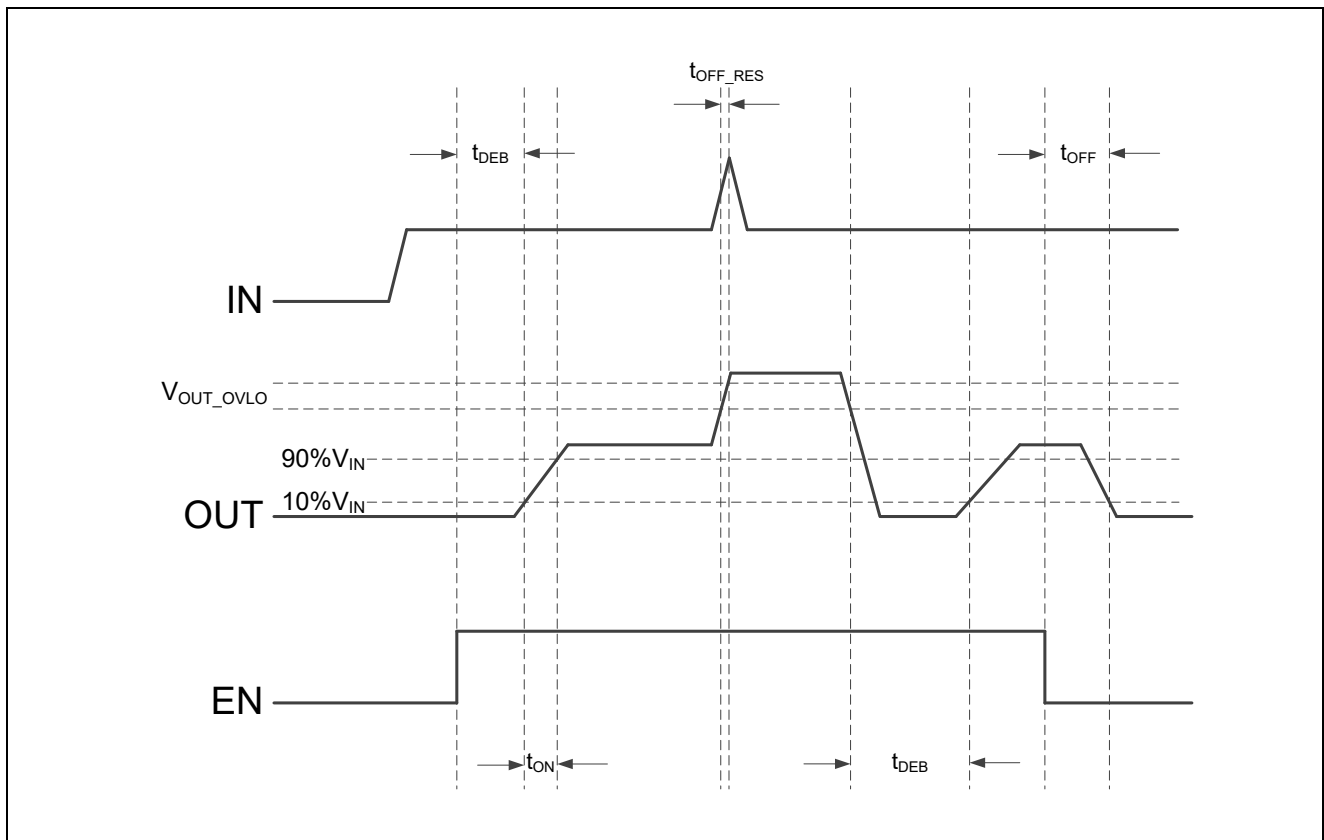 tOFF_RES
tDEB
tOFF
IN
VOUT_OVLO
90%VIN
10%VIN
OUT
EN
tON
tDEB